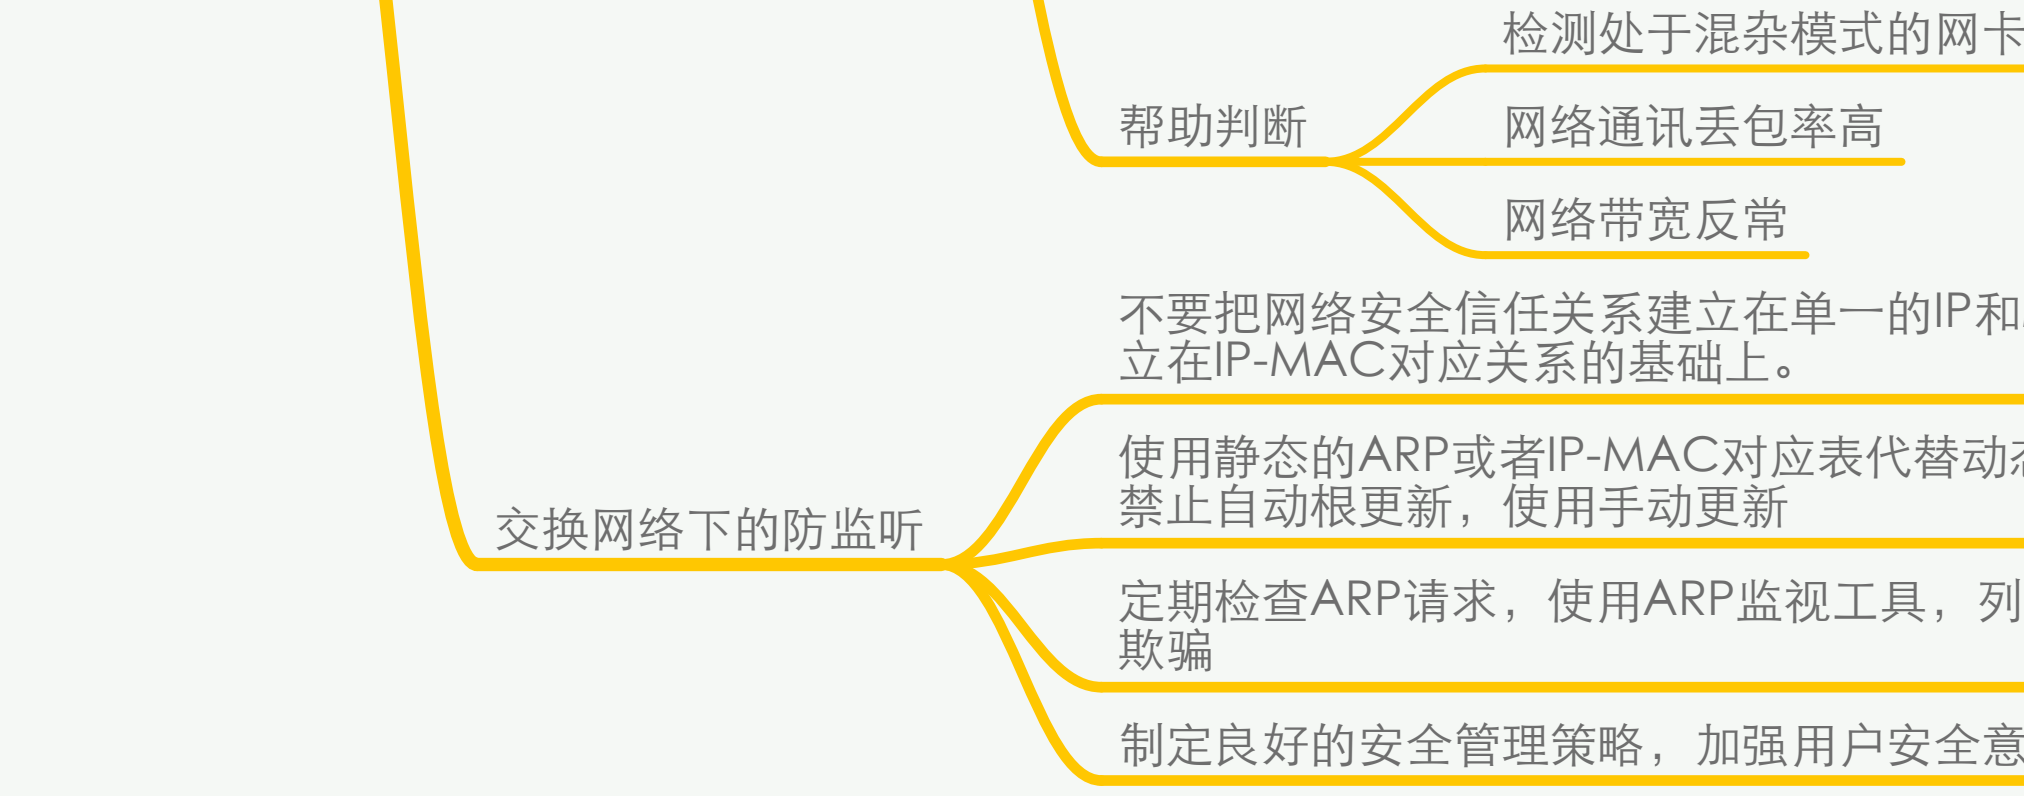 检测处于混杂模式的网卡
帮助判断
网络通讯丢包率高
网络带宽反常
不要把网络安全信任关系建立在单一的IP和
立在IP-MAC对应关系的基础上。
使用静态的ARP或者IP-MAC对应表代替动态
禁止自动根更新，使用手动更新
交换网络下的防监听
定期检查ARP请求，使用ARP监视工具，列
欺骗
制定良好的安全管理策略，加强用户安全意